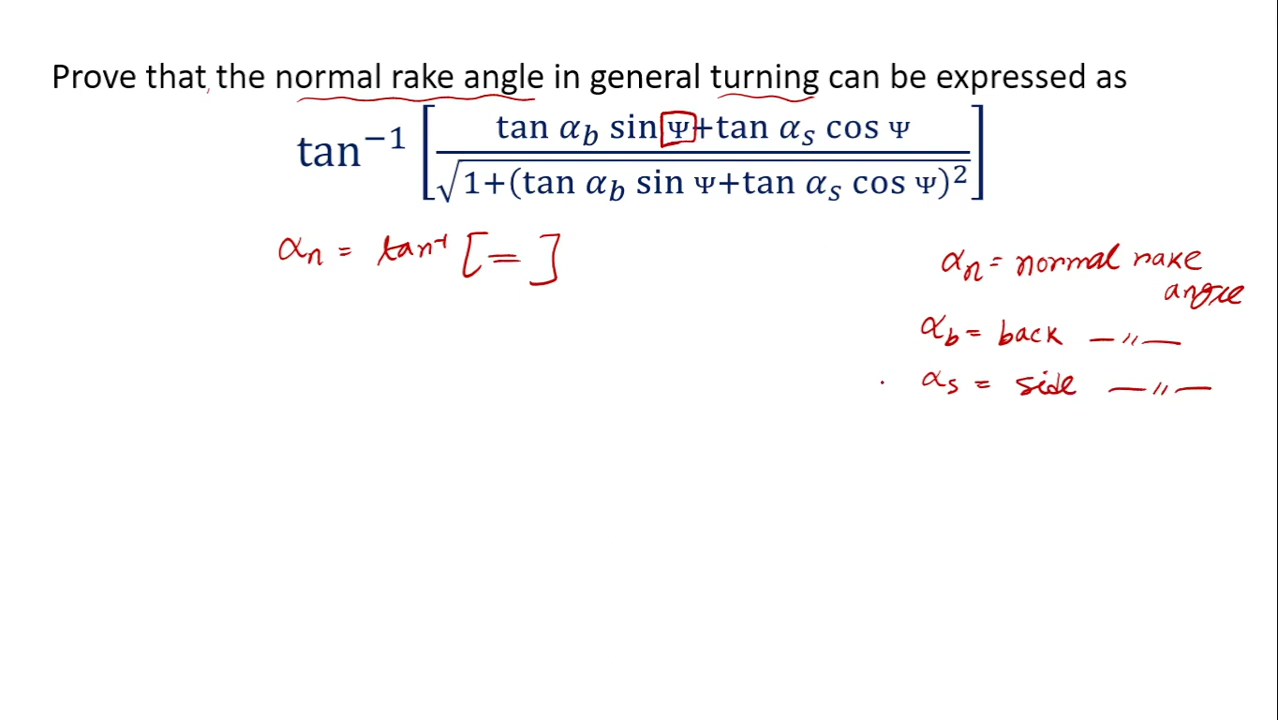 Prove that the normal rake angle in general turning can be expressed as
tan⁻¹ [ (tan α_b sin Ψ+tan α_s cos Ψ) / √(1+(tan α_b sin Ψ+tan α_s cos Ψ)²) ]
α_n = tan⁻¹ [ = ]
α_n = normal rake
angle
α_b = back —〃—
α_s = side —〃—